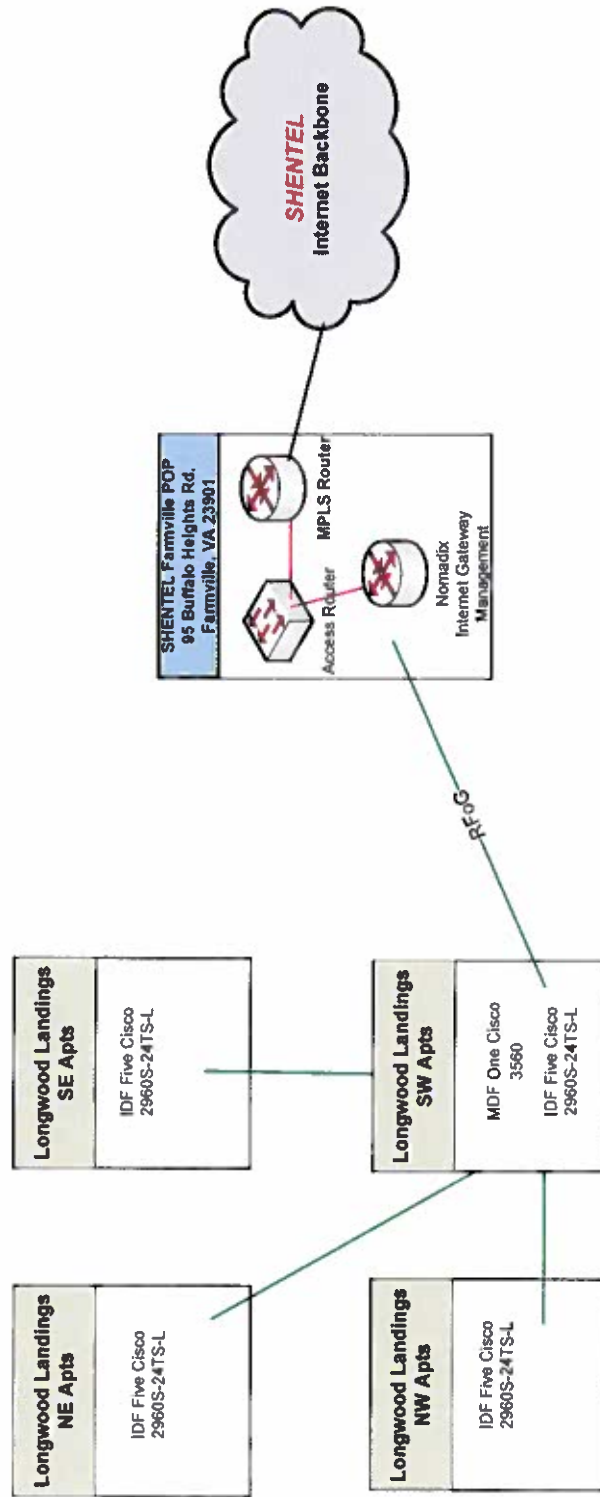 Longwood Landings
NE Apts
IDF Five Cisco
2960S-24TS-L
Longwood Landings
SE Apts
IDF Five Cisco
2960S-24TS-L
Longwood Landings
NW Apts
IDF Five Cisco
2960S-24TS-L
Longwood Landings
SW Apts
MDF One Cisco
3560
IDF Five Cisco
2960S-24TS-L
RFoG
SHENTEL Farmville POP
95 Buffalo Heights Rd.
Farmville, VA 23901
Access Router
MPLS Router
Nomadix
Internet Gateway
Management
SHENTEL
Internet Backbone